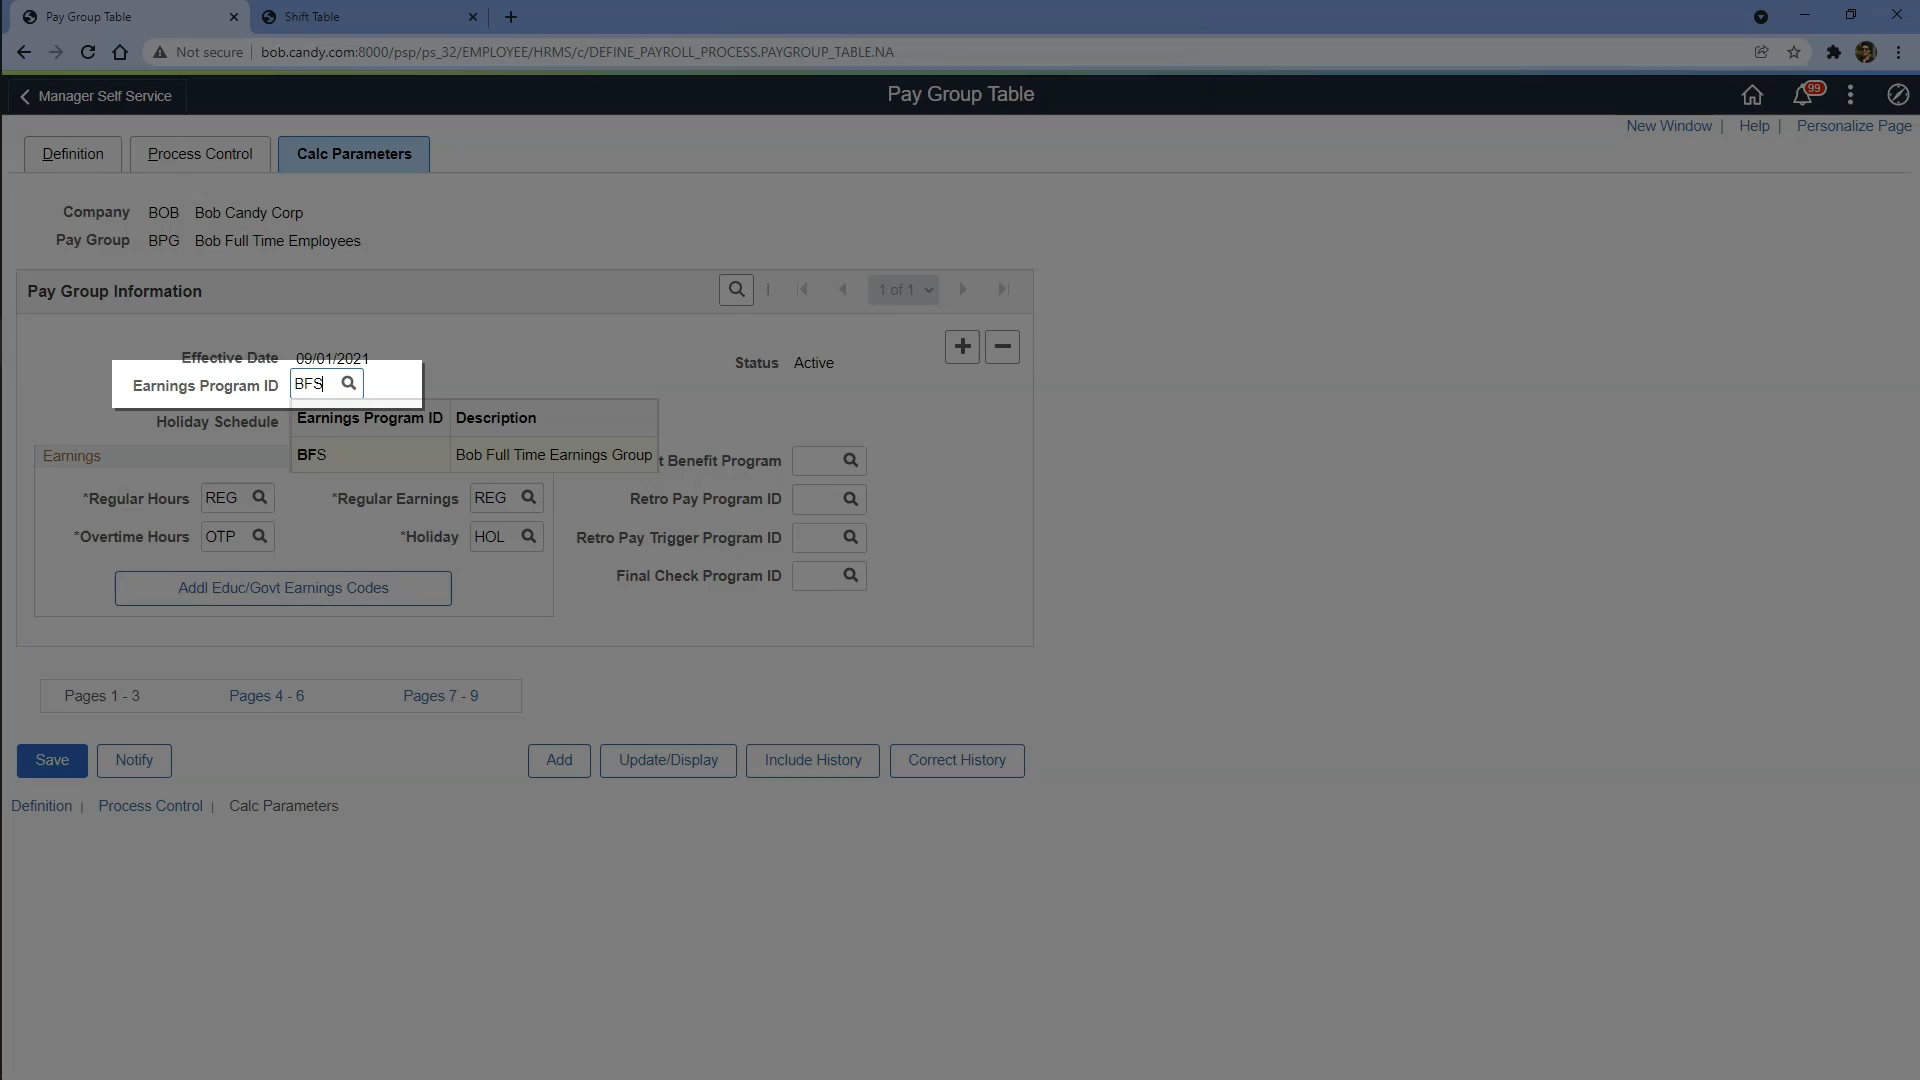 Pay Group Table
Shift Table
Not secure
bob.candy.com:8000/psp/ps_32/EMPLOYEE/HRMS/c/DEFINE_PAYROLL_PROCESS.PAYGROUP_TABLE.NA
Manager Self Service
Pay Group Table
99
New Window | Help | Personalize Page
Definition
Process Control
Calc Parameters
Company BOB Bob Candy Corp
Pay Group BPG Bob Full Time Employees
Pay Group Information
1 of 1
Effective Date 09/01/2021
Status Active
Earnings Program ID BFS
Holiday Schedule
Earnings Program ID Description
BFS Bob Full Time Earnings Group
Earnings
t Benefit Program
*Regular Hours REG *Regular Earnings REG
Retro Pay Program ID
*Overtime Hours OTP *Holiday HOL
Retro Pay Trigger Program ID
Final Check Program ID
Addl Educ/Govt Earnings Codes
Pages 1 - 3 Pages 4 - 6 Pages 7 - 9
Save Notify Add Update/Display Include History Correct History
Definition | Process Control | Calc Parameters